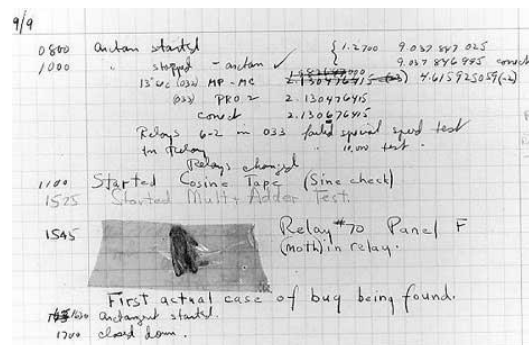 9/9
0800 Antan started
1000 " stopped - antan ✓ { 1.2700 9.037 847 025
9.037 846 995 conect
13"uc (032) MP - MC 4.615925059(-2)
(033) PRO 2 2.130476415
conect 2.130676415
Relays 6-2 in 033 failed special speed test
in Relay " 11.000 test.
Relays changed
1100 Started Cosine Tape (Sine check)
1525 Started Mult + Adder Test.
1545 Relay #70 Panel F
(moth) in relay.
First actual case of bug being found.
1630 antangent started.
1700 closed down.